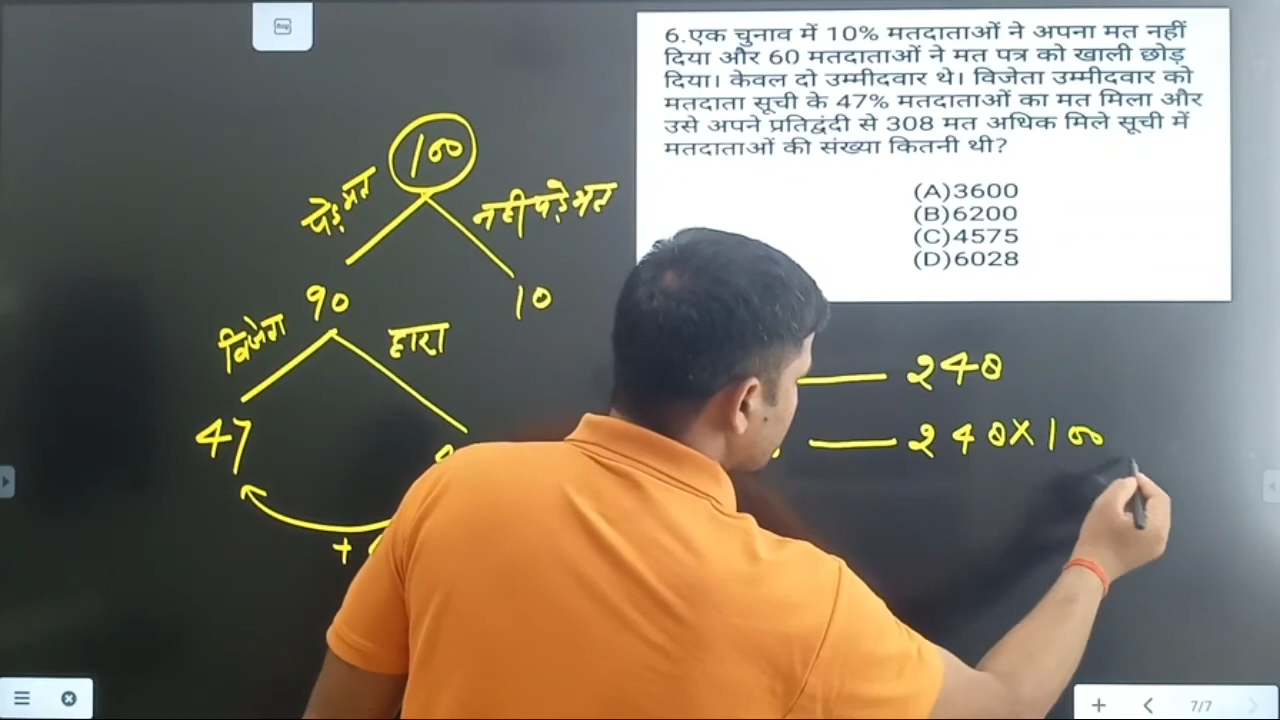 6.एक चुनाव में 10% मतदाताओं ने अपना मत नहीं
दिया और 60 मतदाताओं ने मत पत्र को खाली छोड़
दिया। केवल दो उम्मीदवार थे। विजेता उम्मीदवार को
मतदाता सूची के 47% मतदाताओं का मत मिला और
उसे अपने प्रतिद्वंदी से 308 मत अधिक मिले सूची में
मतदाताओं की संख्या कितनी थी?
(A)3600
(B)6200
(C)4575
(D)6028
100
पड़े मत
नही पड़े मत
90
10
विजेता
हारा
47
+
248
248×100
7/7